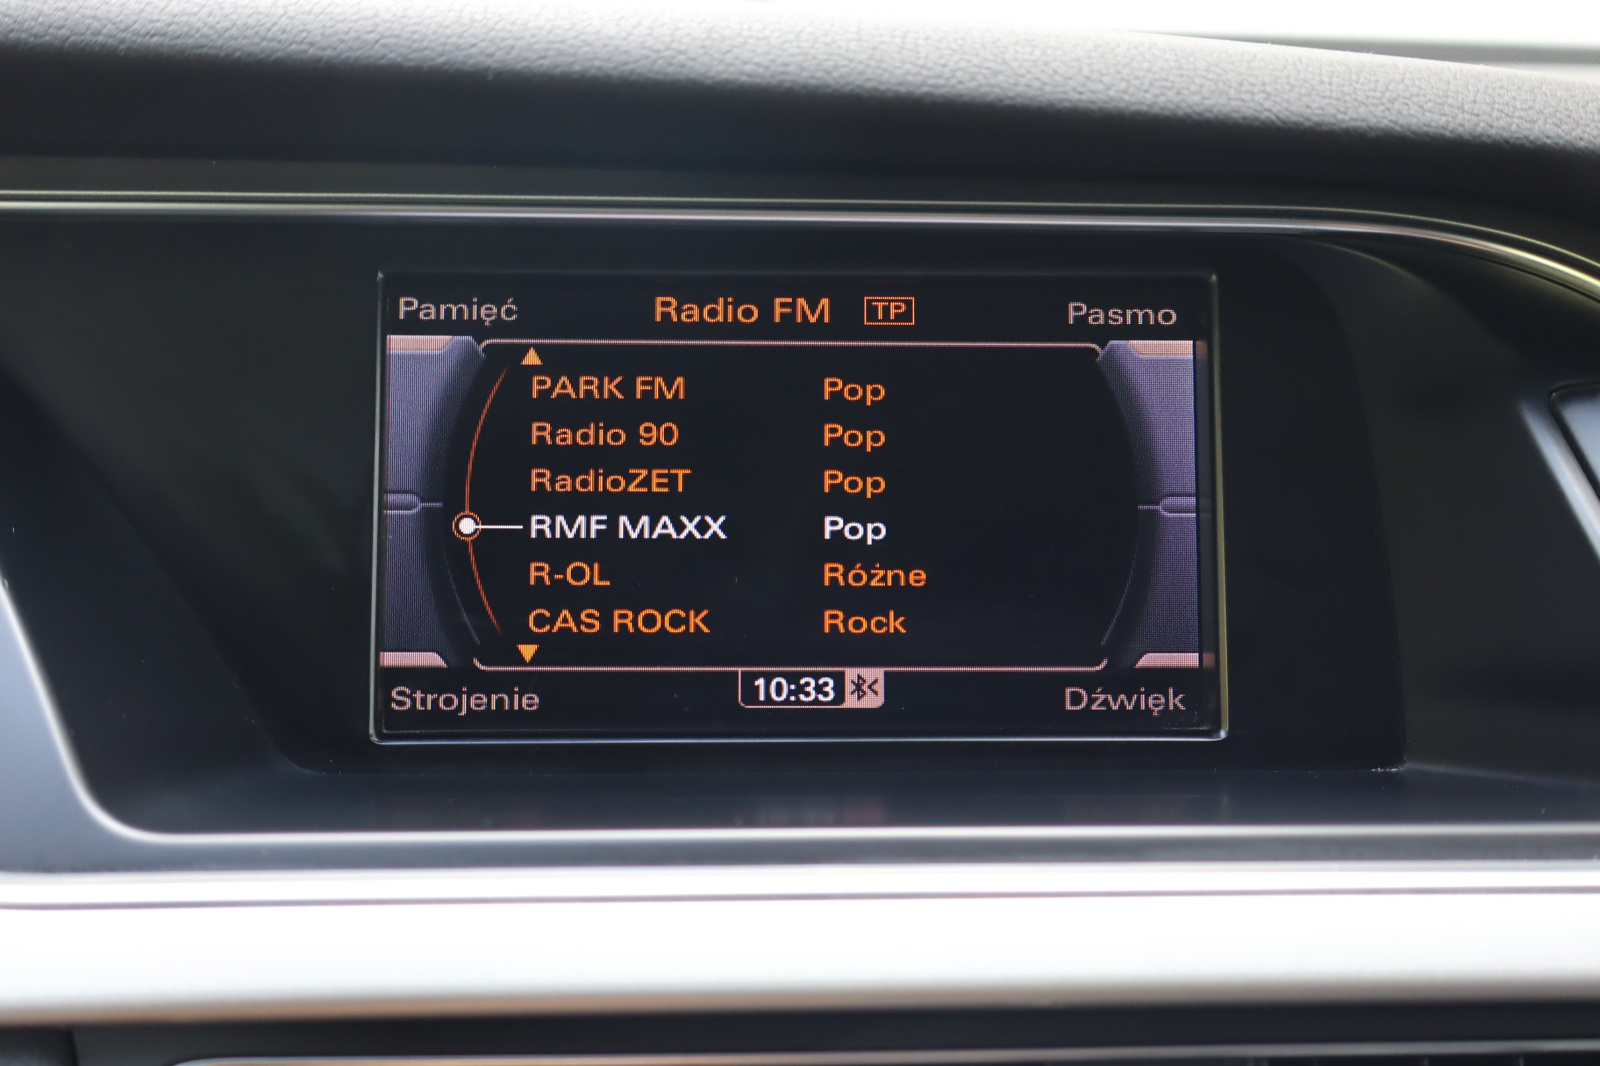 Pamięć Radio FM TP Pasmo
PARK FM Pop
Radio 90 Pop
RadioZET Pop
RMF MAXX Pop
R-OL Różne
CAS ROCK Rock
Strojenie 10:33 Dźwięk